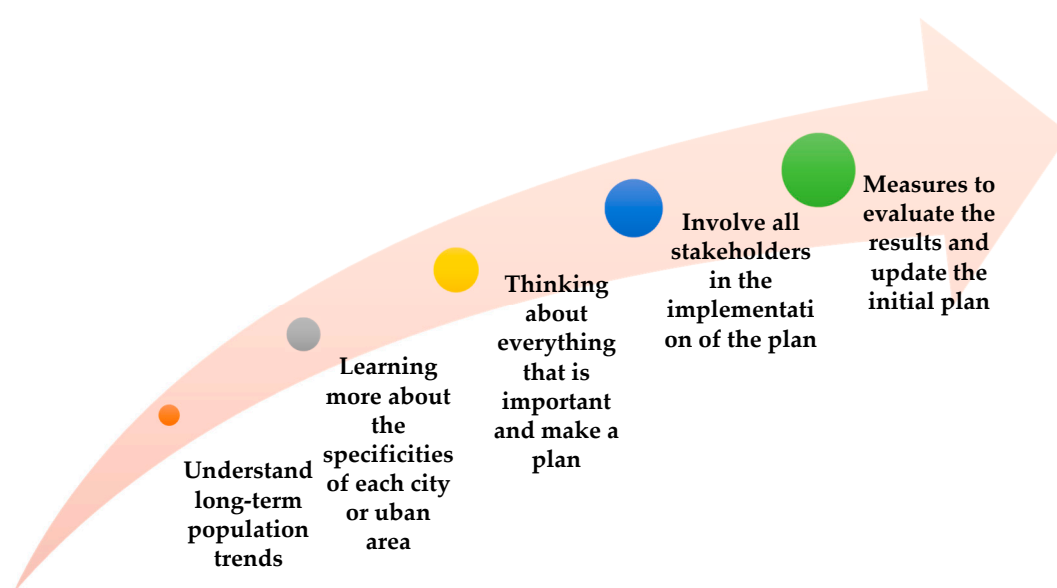 Understand
long-term
population
trends
Learning
more about
the
specificities
of each city
or uban
area
Thinking
about
everything
that is
important
and make a
plan
Involve all
stakeholders
in the
implementati
on of the plan
Measures to
evaluate the
results and
update the
initial plan